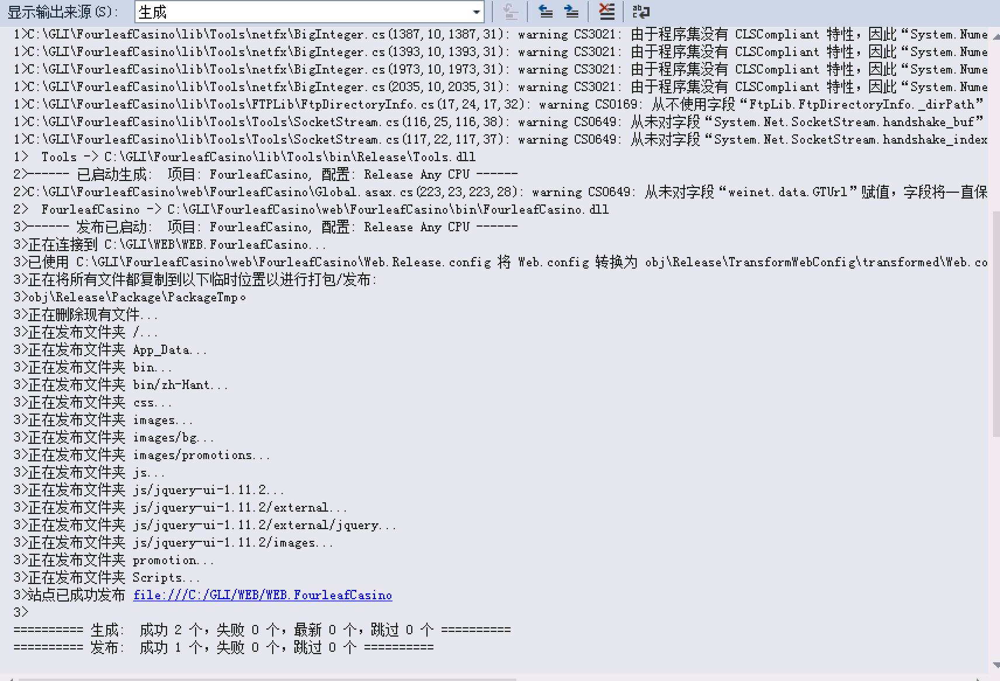 显示输出来源(S): 生成
1>C:\GLI\FourleafCasino\lib\Tools\netfx\BigInteger.cs(1387,10,1387,31): warning CS3021: 由于程序集没有 CLSCompliant 特性，因此“System.Nume
1>C:\GLI\FourleafCasino\lib\Tools\netfx\BigInteger.cs(1393,10,1393,31): warning CS3021: 由于程序集没有 CLSCompliant 特性，因此“System.Nume
1>C:\GLI\FourleafCasino\lib\Tools\netfx\BigInteger.cs(1973,10,1973,31): warning CS3021: 由于程序集没有 CLSCompliant 特性，因此“System.Nume
1>C:\GLI\FourleafCasino\lib\Tools\netfx\BigInteger.cs(2035,10,2035,31): warning CS3021: 由于程序集没有 CLSCompliant 特性，因此“System.Nume
1>C:\GLI\FourleafCasino\lib\Tools\FTPLib\FtpDirectoryInfo.cs(17,24,17,32): warning CS0169: 从不使用字段“FtpLib.FtpDirectoryInfo._dirPath”
1>C:\GLI\FourleafCasino\lib\Tools\Tools\SocketStream.cs(116,25,116,38): warning CS0649: 从未对字段“System.Net.SocketStream.handshake_buf”
1>C:\GLI\FourleafCasino\lib\Tools\Tools\SocketStream.cs(117,22,117,37): warning CS0649: 从未对字段“System.Net.SocketStream.handshake_index
1>  Tools -> C:\GLI\FourleafCasino\lib\Tools\bin\Release\Tools.dll
2>------ 已启动生成:  项目: FourleafCasino, 配置: Release Any CPU ------
2>C:\GLI\FourleafCasino\web\FourleafCasino\Global.asax.cs(223,23,223,28): warning CS0649: 从未对字段“weinet.data.GTUrl”赋值，字段将一直保
2>  FourleafCasino -> C:\GLI\FourleafCasino\web\FourleafCasino\bin\FourleafCasino.dll
3>------ 发布已启动:  项目: FourleafCasino, 配置: Release Any CPU ------
3>正在连接到 C:\GLI\WEB\WEB.FourleafCasino...
3>已使用 C:\GLI\FourleafCasino\web\FourleafCasino\Web.Release.config 将 Web.config 转换为 obj\Release\TransformWebConfig\transformed\Web.co
3>正在将所有文件都复制到以下临时位置以进行打包/发布:
3>obj\Release\Package\PackageTmp。
3>正在删除现有文件...
3>正在发布文件夹 /...
3>正在发布文件夹 App_Data...
3>正在发布文件夹 bin...
3>正在发布文件夹 bin/zh-Hant...
3>正在发布文件夹 css...
3>正在发布文件夹 images...
3>正在发布文件夹 images/bg...
3>正在发布文件夹 images/promotions...
3>正在发布文件夹 js...
3>正在发布文件夹 js/jquery-ui-1.11.2...
3>正在发布文件夹 js/jquery-ui-1.11.2/external...
3>正在发布文件夹 js/jquery-ui-1.11.2/external/jquery...
3>正在发布文件夹 js/jquery-ui-1.11.2/images...
3>正在发布文件夹 promotion...
3>正在发布文件夹 Scripts...
3>站点已成功发布 file:///C:/GLI/WEB/WEB.FourleafCasino
3>
========== 生成:  成功 2 个，失败 0 个，最新 0 个，跳过 0 个 ==========
========== 发布:  成功 1 个，失败 0 个，跳过 0 个 ==========